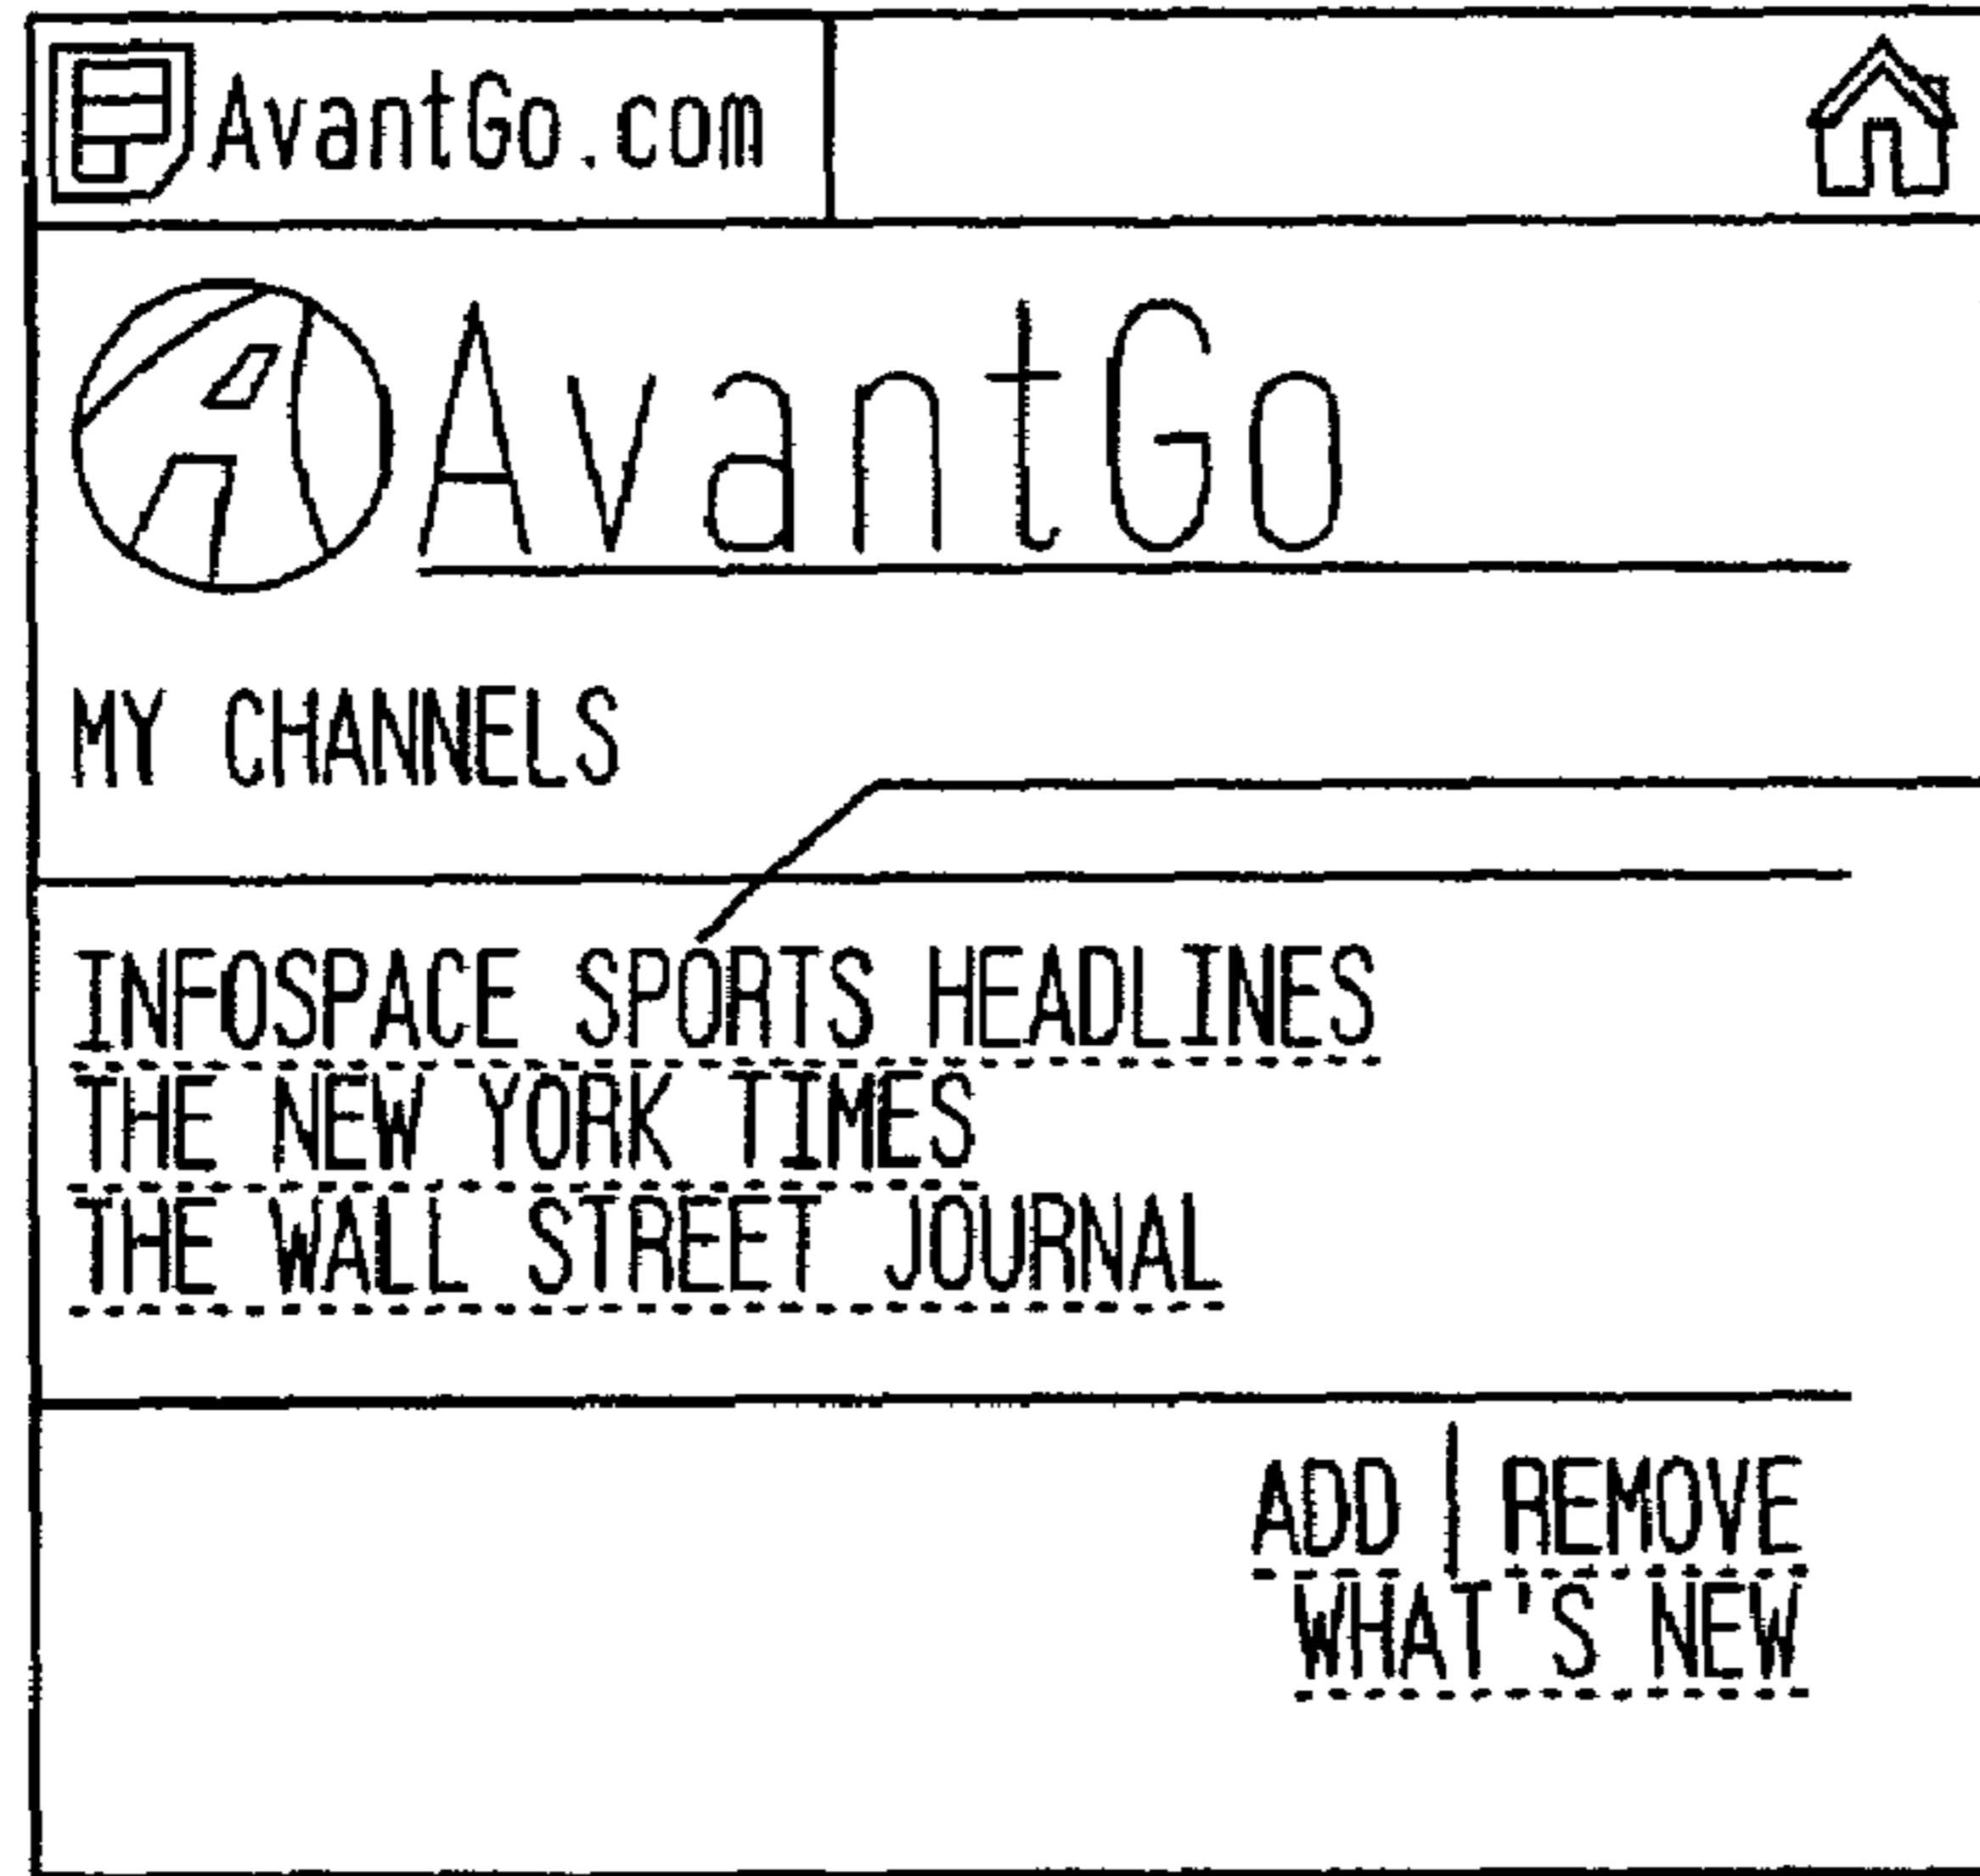 AvantGo.com
AvantGo
MY CHANNELS
INFOSPACE SPORTS HEADLINES
THE NEW YORK TIMES
THE WALL STREET JOURNAL
ADD | REMOVE
WHAT'S NEW